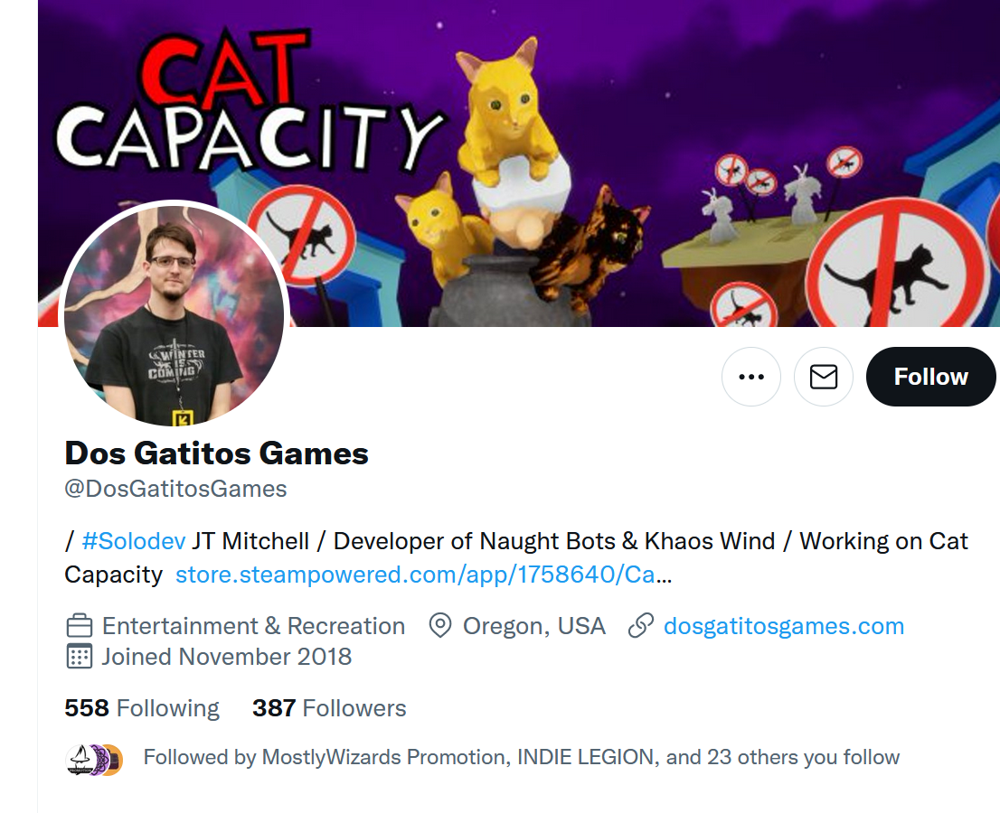 CAT
CAPACITY
WINTER
IS
COMING
Follow
Dos Gatitos Games
@DosGatitosGames
/ #Solodev JT Mitchell / Developer of Naught Bots & Khaos Wind / Working on Cat
Capacity store.steampowered.com/app/1758640/Ca…
Entertainment & Recreation Oregon, USA dosgatitosgames.com
Joined November 2018
558 Following 387 Followers
Followed by MostlyWizards Promotion, INDIE LEGION, and 23 others you follow